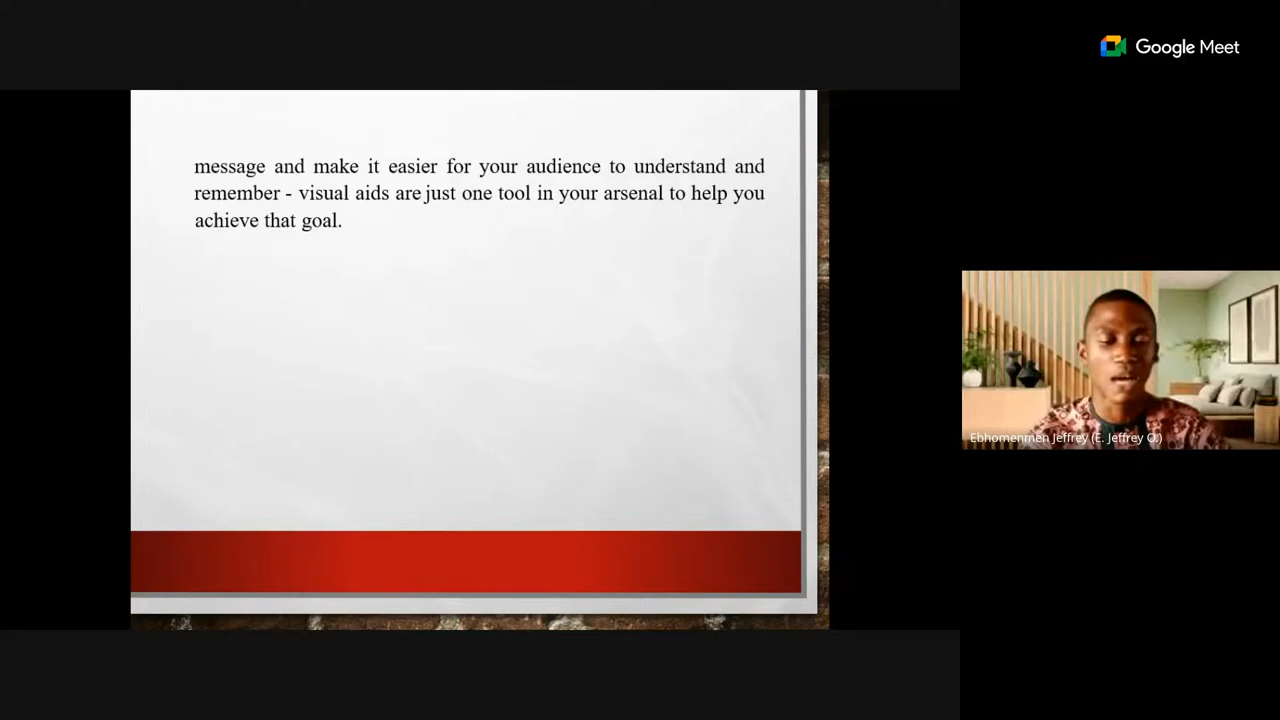 Google Meet
message and make it easier for your audience to understand and
remember - visual aids are just one tool in your arsenal to help you
achieve that goal.
Ebhomenmen Jeffrey (E. Jeffrey O.)